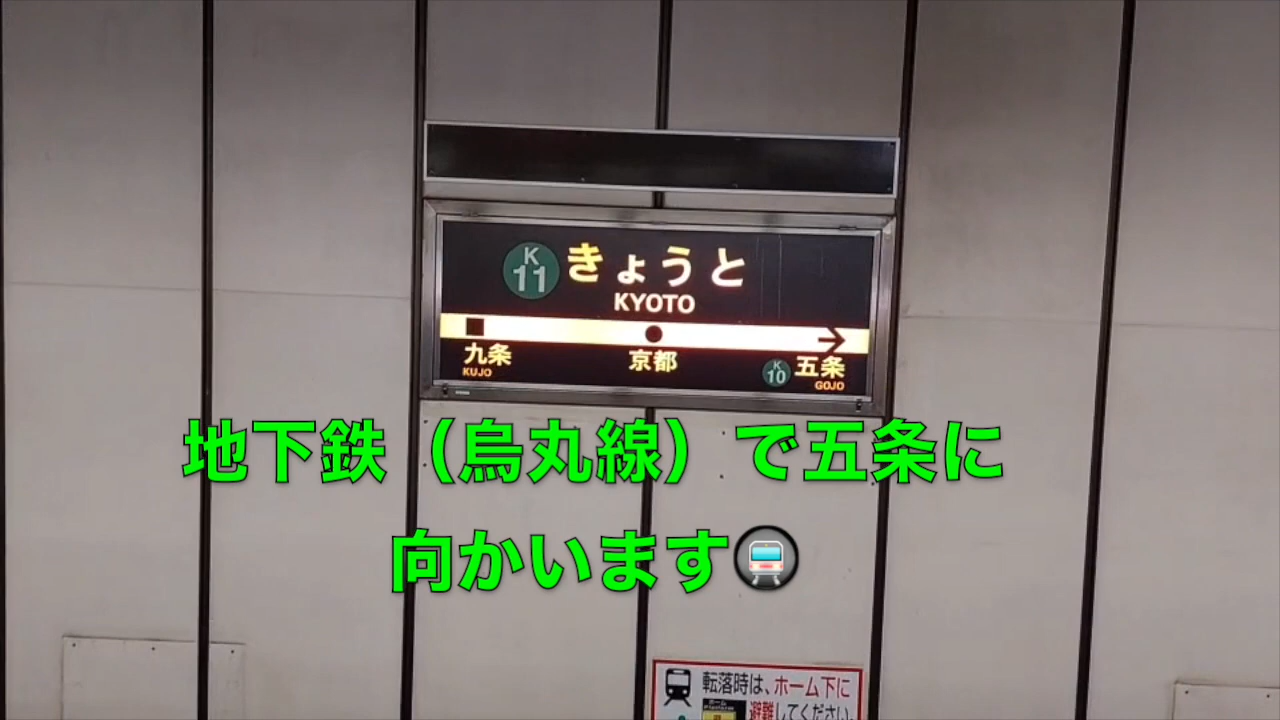 K
11
きょうと
KYOTO
九条
京都
K
10
五条
KUJO
GOJO
地下鉄（烏丸線）で五条に
向かいます
転落時は、ホーム下に
避難してください。